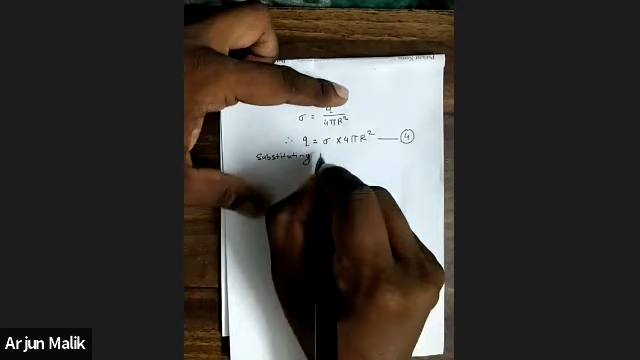 σ = q / 4πR²
∴ q = σ × 4πR² —— ④
Substituting
Arjun Malik